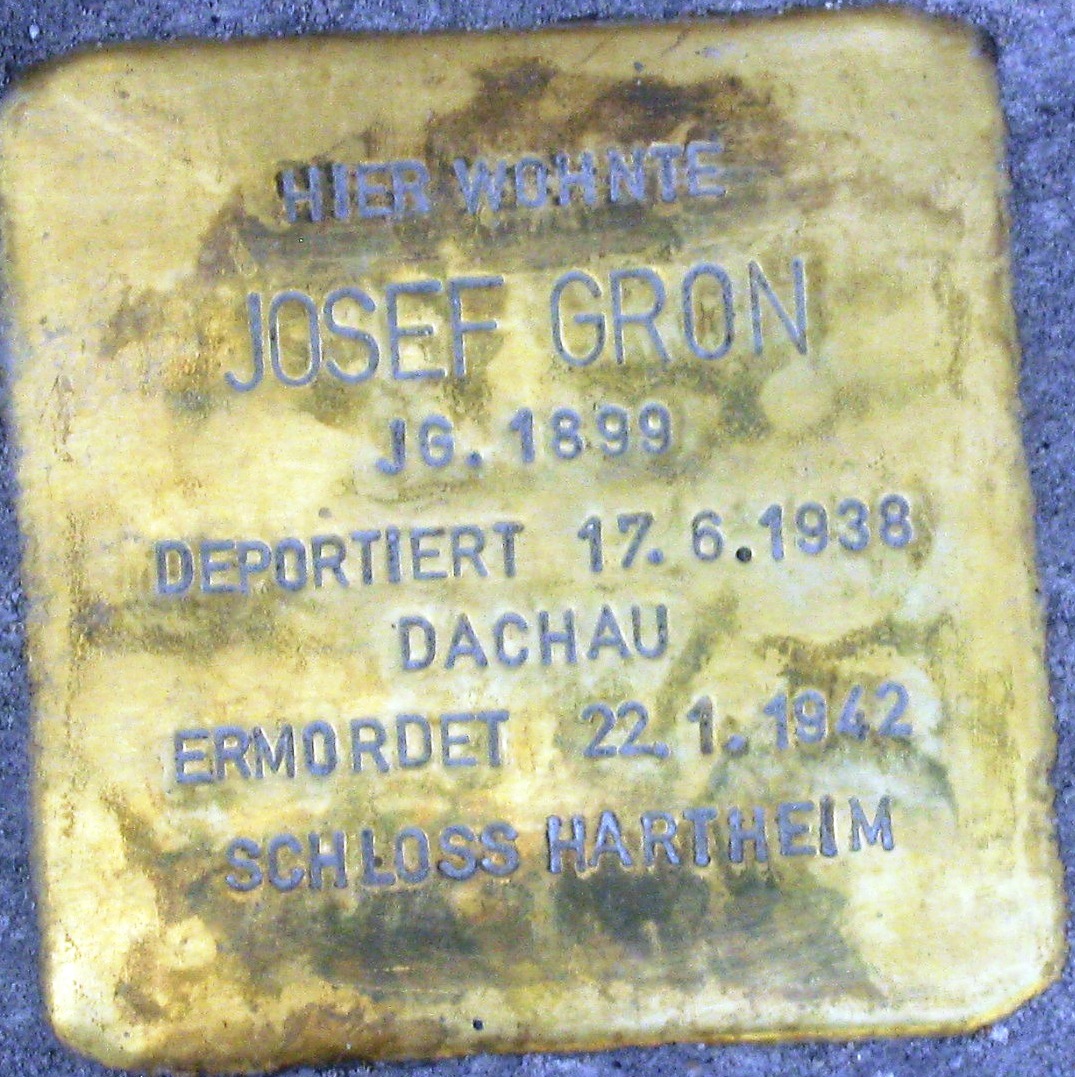 HIER WOHNTE
JOSEF GRON
JG. 1899
DEPORTIERT 17.6.1938
DACHAU
ERMORDET 22.1.1942
SCHLOSS HARTHEIM